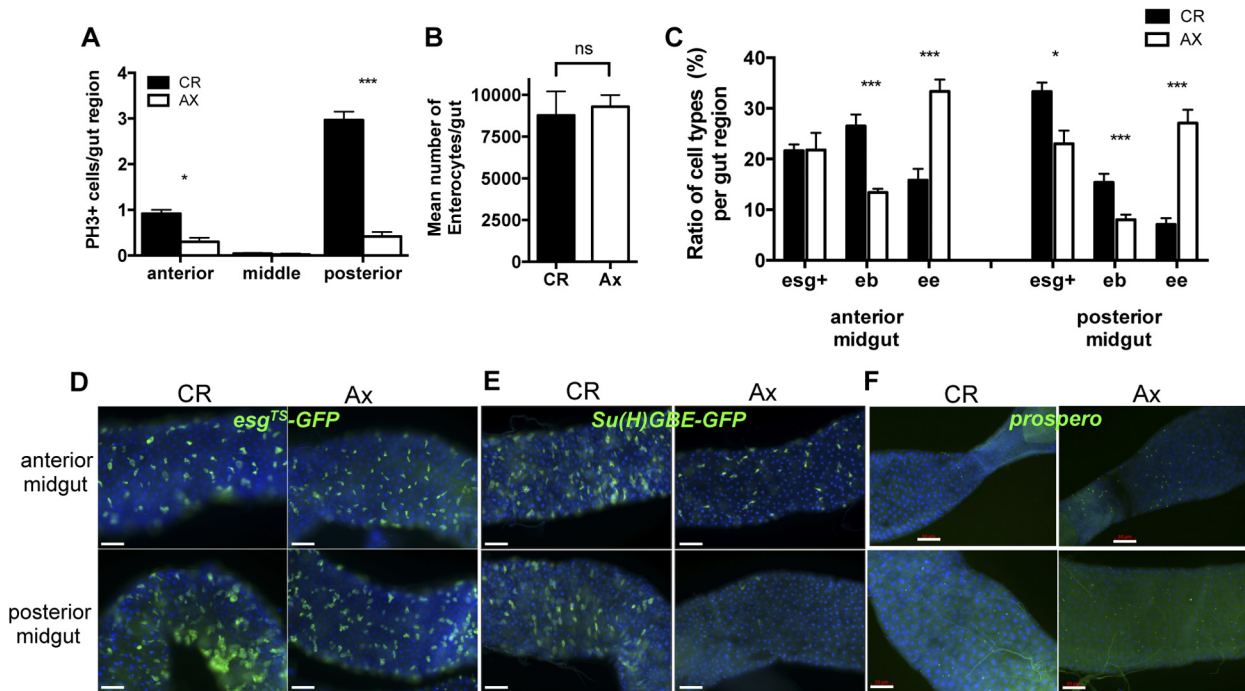 A
CR
AX
PH3+ cells/gut region
4
3
2
1
0
***
*
anterior middle posterior
B
ns
Mean number of
Enterocytes/gut
10000
7500
5000
2500
0
CR Ax
C
CR
AX
Ratio of cell types (%)
per gut region
40
30
20
10
0
*** *** * *** ***
esg+ eb ee esg+ eb ee
anterior
midgut
posterior
midgut
D
CR Ax
esgTS-GFP
E
CR Ax
Su(H)GBE-GFP
F
CR Ax
prospero
anterior
midgut
posterior
midgut